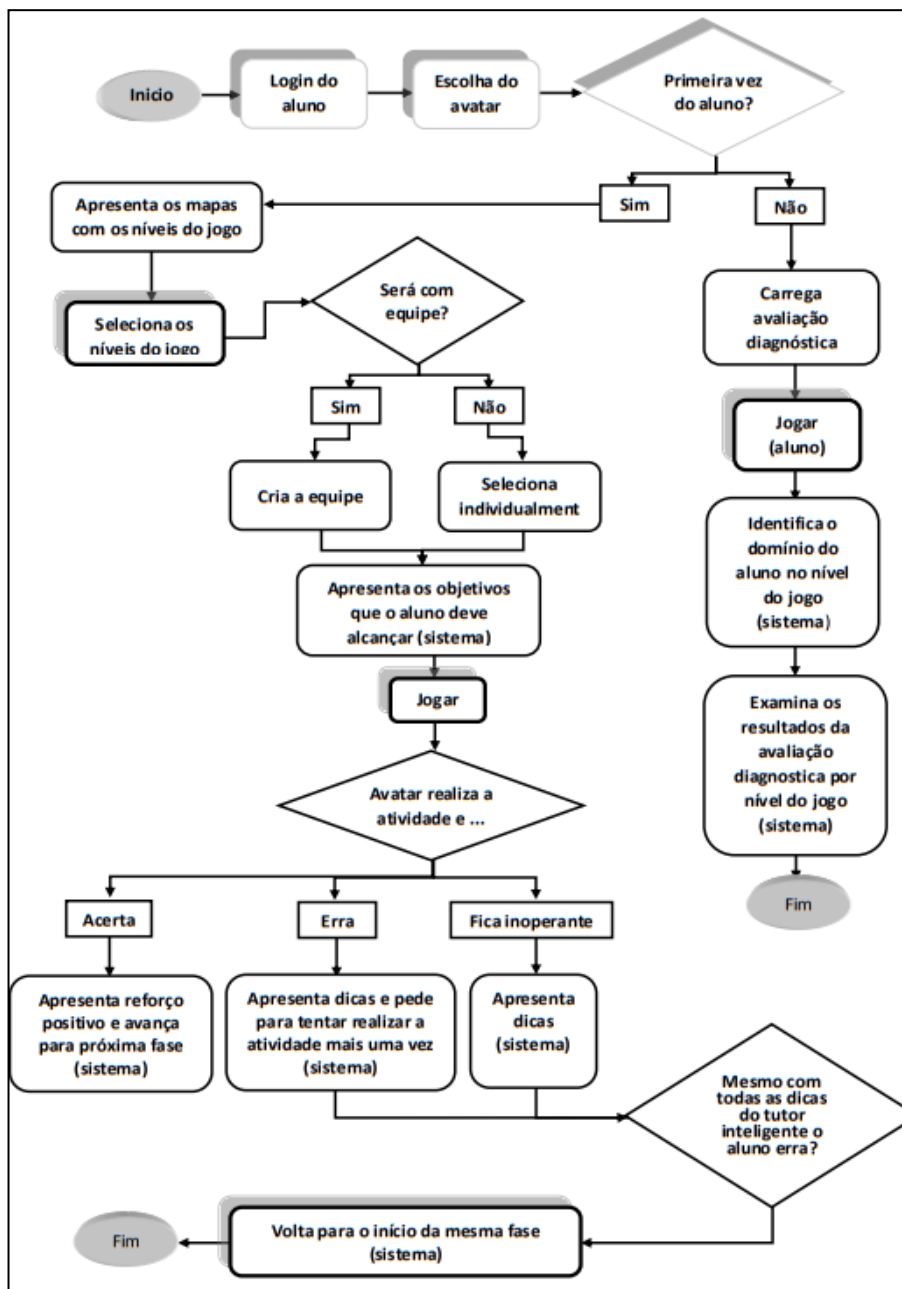 Inicio
Login do
aluno
Escolha do
avatar
Primeira vez
do aluno?
Sim
Não
Apresenta os mapas
com os níveis do jogo
Seleciona os
níveis do jogo
Será com
equipe?
Sim
Não
Cria a equipe
Seleciona
individualment
Apresenta os objetivos
que o aluno deve
alcançar (sistema)
Jogar
Avatar realiza a
atividade e ...
Acerta
Erra
Fica inoperante
Apresenta reforço
positivo e avança
para próxima fase
(sistema)
Apresenta dicas e pede
para tentar realizar a
atividade mais uma vez
(sistema)
Apresenta
dicas
(sistema)
Mesmo com
todas as dicas
do tutor
inteligente o
aluno erra?
Volta para o início da mesma fase
(sistema)
Fim
Carrega
avaliação
diagnóstica
Jogar
(aluno)
Identifica o
domínio do
aluno no nível
do jogo
(sistema)
Examina os
resultados da
avaliação
diagnostica por
nível do jogo
(sistema)
Fim